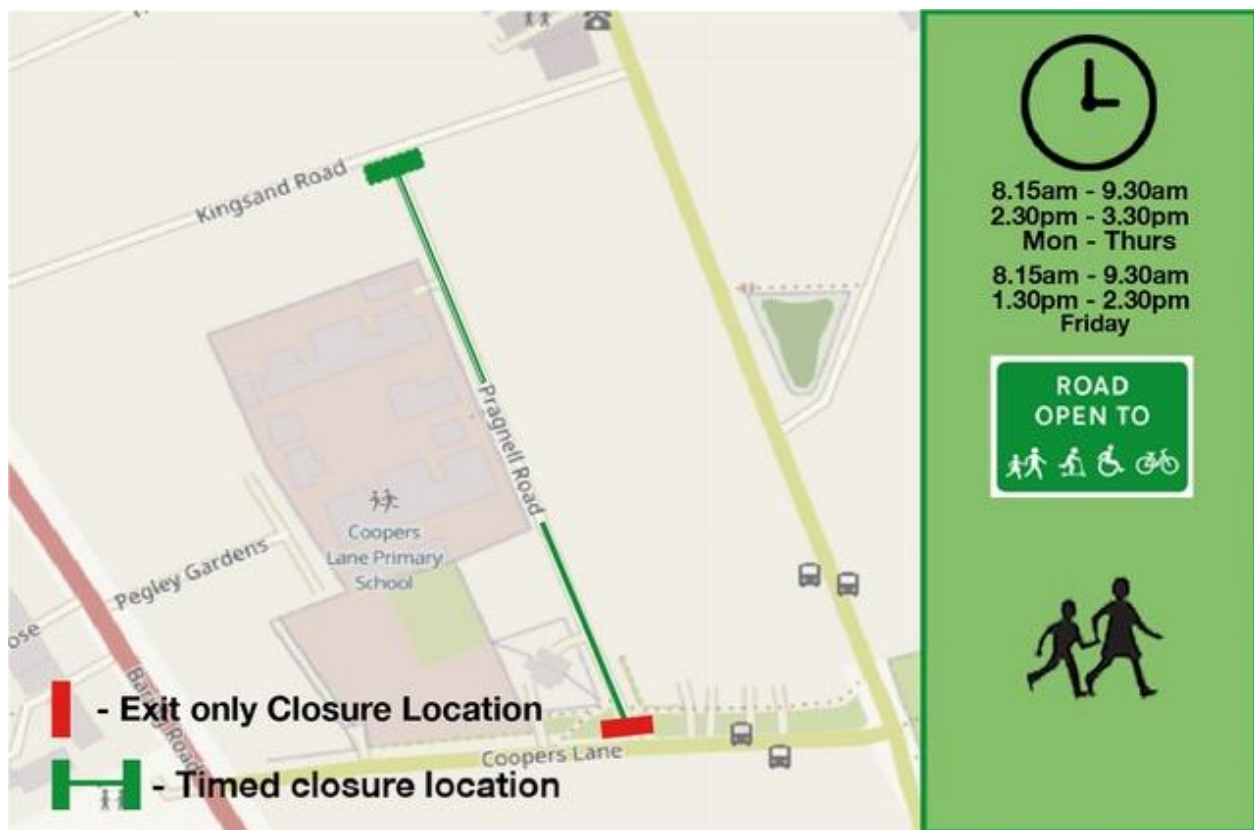 Kingsand Road
Pragnell Road
Coopers
Lane Primary
School
Pegley Gardens
ose
- Exit only Closure Location
Coopers Lane
- Timed closure location
8.15am - 9.30am
2.30pm - 3.30pm
Mon - Thurs
8.15am - 9.30am
1.30pm - 2.30pm
Friday
ROAD
OPEN TO